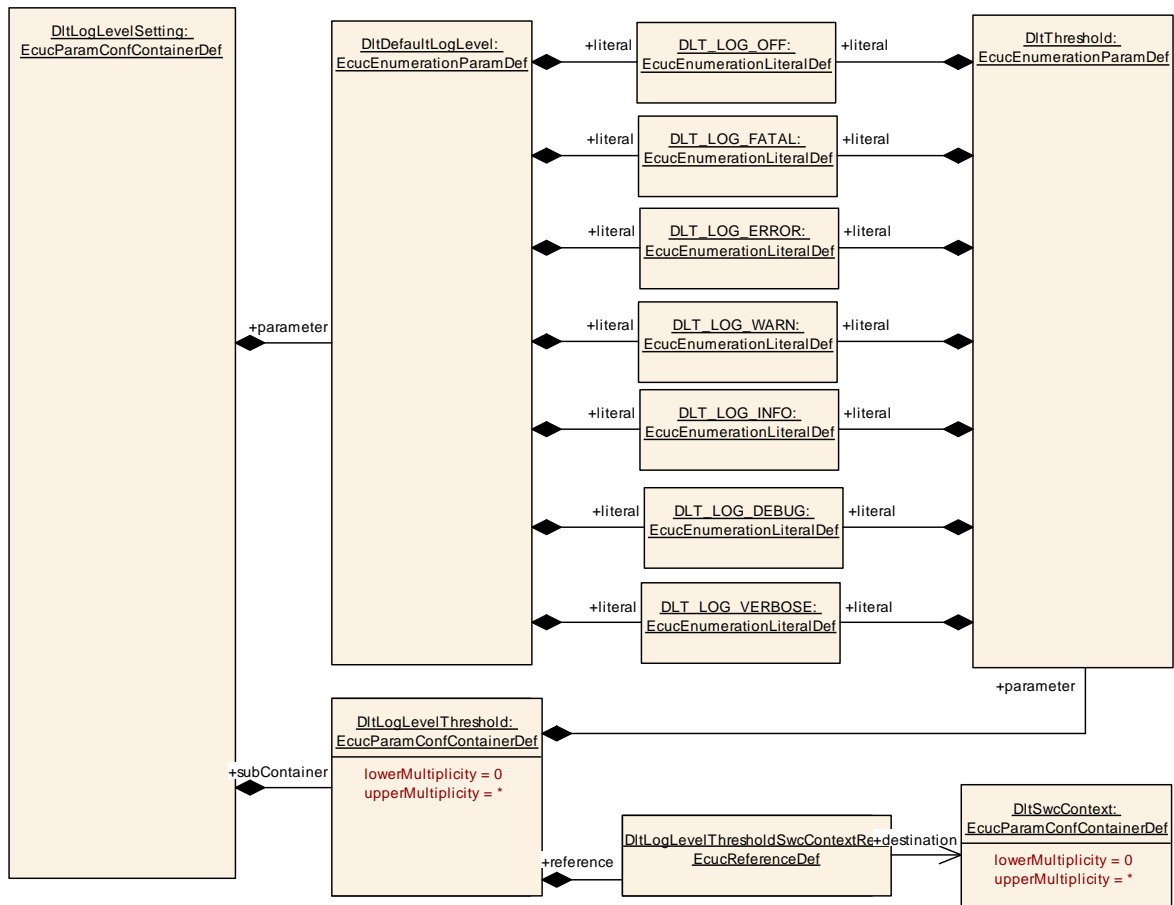 DltLogLevelSetting:
EcucParamConfContainerDef
DltDefaultLogLevel:
EcucEnumerationParamDef
+literal
DLT_LOG_OFF:
EcucEnumerationLiteralDef
+literal
DltThreshold:
EcucEnumerationParamDef
+literal
DLT_LOG_FATAL:
EcucEnumerationLiteralDef
+literal
+literal
DLT_LOG_ERROR:
EcucEnumerationLiteralDef
+literal
+parameter
+literal
DLT_LOG_WARN:
EcucEnumerationLiteralDef
+literal
+literal
DLT_LOG_INFO:
EcucEnumerationLiteralDef
+literal
+literal
DLT_LOG_DEBUG:
EcucEnumerationLiteralDef
+literal
+literal
DLT_LOG_VERBOSE:
EcucEnumerationLiteralDef
+literal
+parameter
DltLogLevelThreshold:
EcucParamConfContainerDef
lowerMultiplicity = 0
upperMultiplicity = *
+subContainer
+reference
DltLogLevelThresholdSwcContextRe
EcucReferenceDef
+destination
DltSwcContext:
EcucParamConfContainerDef
lowerMultiplicity = 0
upperMultiplicity = *